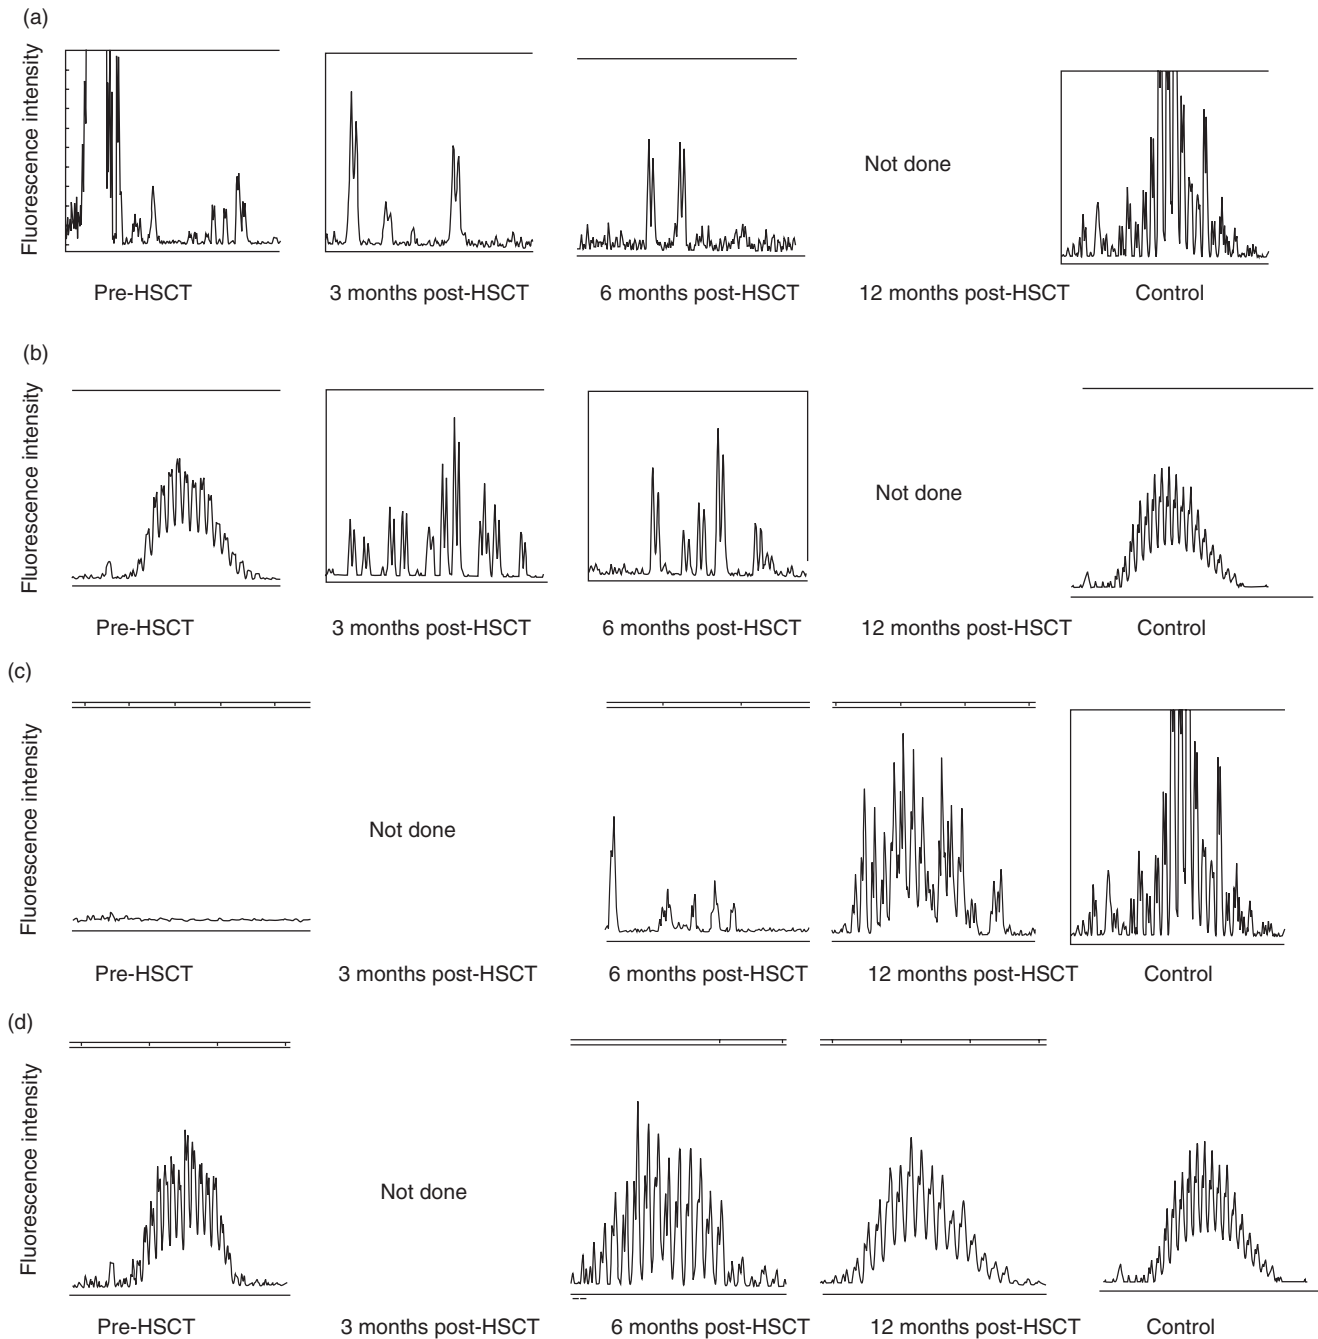 (a)
Fluorescence intensity
Not done
Pre-HSCT 3 months post-HSCT 6 months post-HSCT 12 months post-HSCT Control
(b)
Fluorescence intensity
Not done
Pre-HSCT 3 months post-HSCT 6 months post-HSCT 12 months post-HSCT Control
(c)
Fluorescence intensity
Not done
Pre-HSCT 3 months post-HSCT 6 months post-HSCT 12 months post-HSCT Control
(d)
Fluorescence intensity
Not done
Pre-HSCT 3 months post-HSCT 6 months post-HSCT 12 months post-HSCT Control